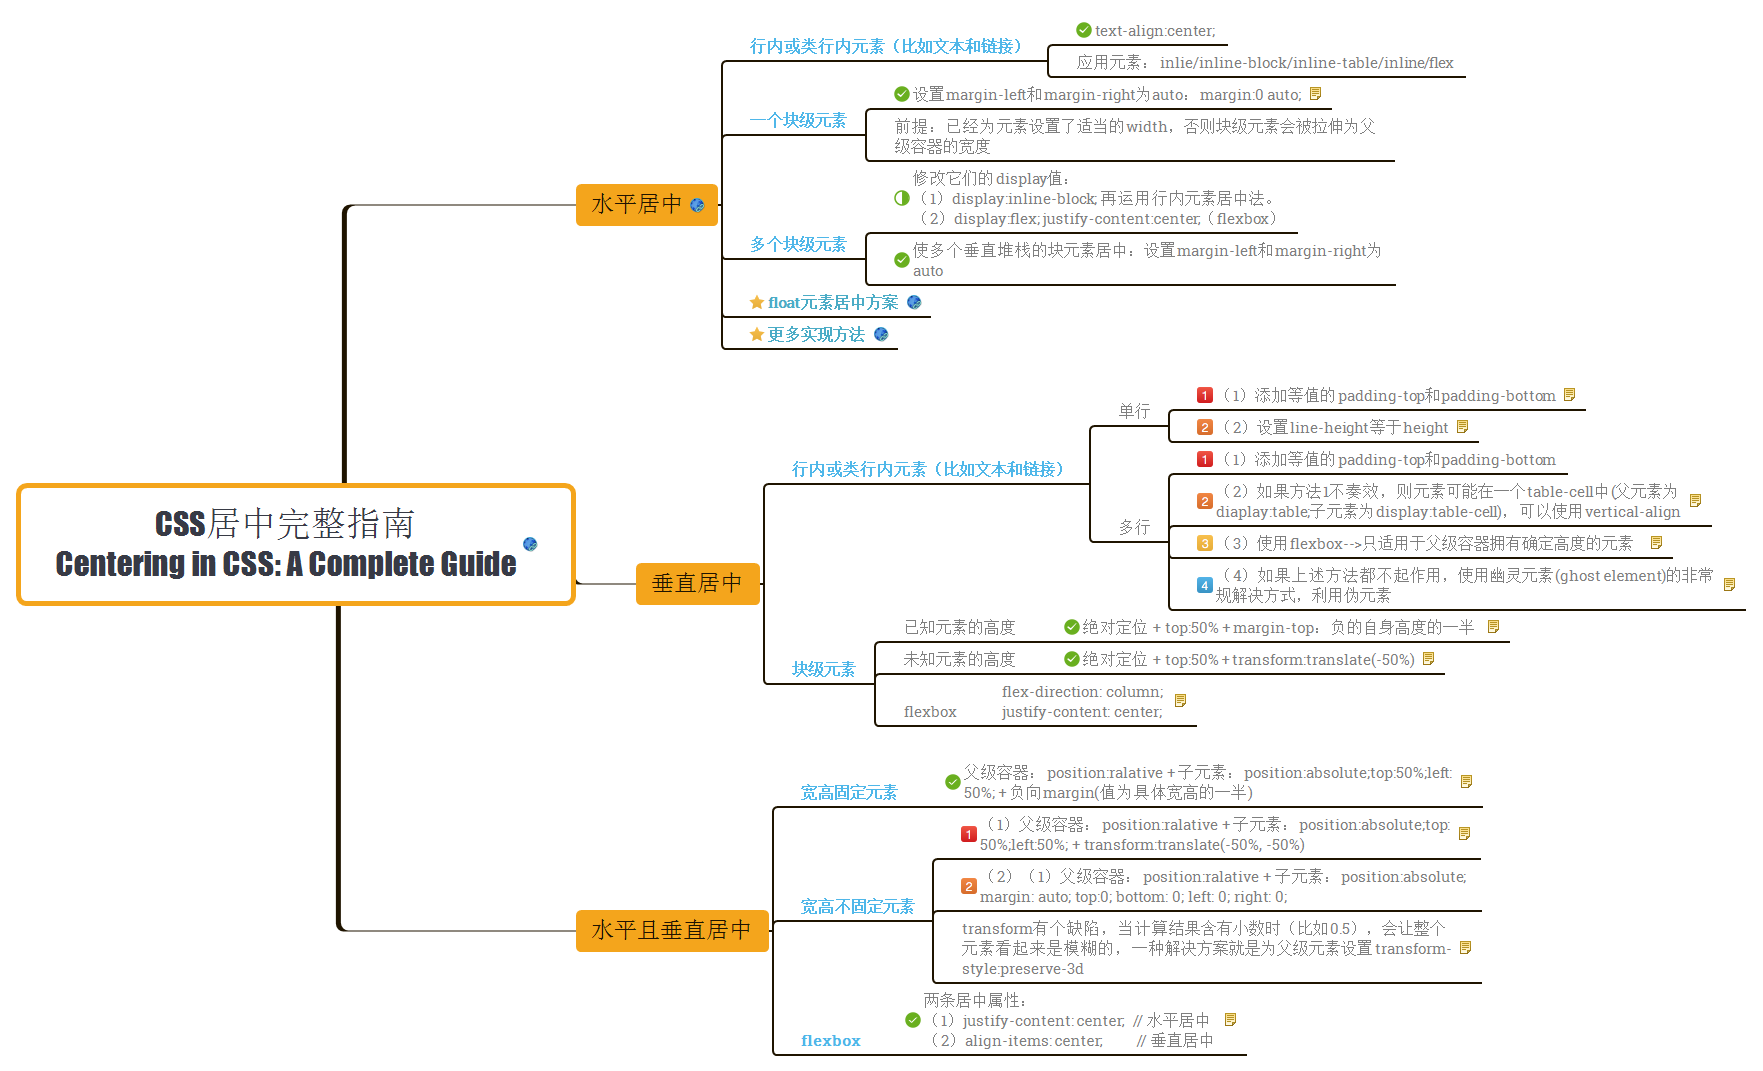 CSS居中完整指南
Centering in CSS: A Complete Guide
水平居中
行内或类行内元素（比如文本和链接）
text-align:center;
应用元素： inlie/inline-block/inline-table/inline/flex
一个块级元素
设置margin-left和margin-right为auto：margin:0 auto;
前提：已经为元素设置了适当的width，否则块级元素会被拉伸为父
级容器的宽度
多个块级元素
修改它们的display值：
（1）display:inline-block; 再运用行内元素居中法。
（2）display:flex; justify-content:center;（flexbox）
使多个垂直堆栈的块元素居中：设置margin-left和margin-right为
auto
float元素居中方案
更多实现方法
垂直居中
行内或类行内元素（比如文本和链接）
单行
1（1）添加等值的padding-top和padding-bottom
2（2）设置line-height等于height
多行
1（1）添加等值的padding-top和padding-bottom
2（2）如果方法1不奏效，则元素可能在一个table-cell中(父元素为
diaplay:table;子元素为display:table-cell)，可以使用vertical-align
3（3）使用flexbox-->只适用于父级容器拥有确定高度的元素
4（4）如果上述方法都不起作用，使用幽灵元素(ghost element)的非常
规解决方式，利用伪元素
块级元素
已知元素的高度
绝对定位 + top:50% + margin-top：负的自身高度的一半
未知元素的高度
绝对定位 + top:50% + transform:translate(-50%)
flexbox
flex-direction: column;
justify-content: center;
水平且垂直居中
宽高固定元素
父级容器： position:ralative + 子元素： position:absolute;top:50%;left:
50%; + 负向margin(值为具体宽高的一半)
宽高不固定元素
1（1）父级容器： position:ralative + 子元素： position:absolute;top:
50%;left:50%; + transform:translate(-50%, -50%)
2（2）（1）父级容器： position:ralative + 子元素： position:absolute;
margin: auto; top:0; bottom: 0; left: 0; right: 0;
transform有个缺陷，当计算结果含有小数时（比如0.5），会让整个
元素看起来是模糊的，一种解决方案就是为父级元素设置transform-
style:preserve-3d
flexbox
两条居中属性：
（1）justify-content: center; // 水平居中
（2）align-items: center; // 垂直居中